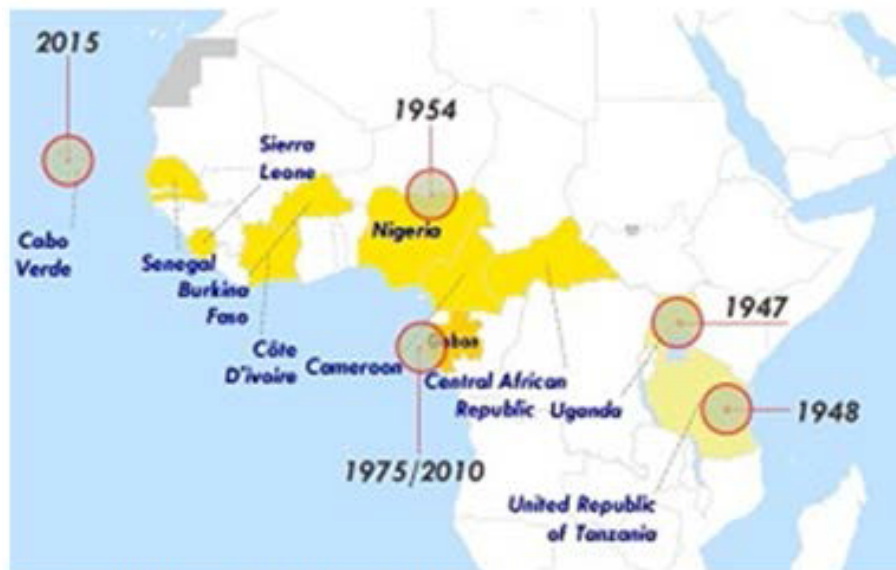 2015
1954
Sierra
Leone
Nigeria
Cabo
Verde
Senegal
Burkina
Faso
1947
Gabon
Côte
D'ivoire
Cameroon
Central African
Republic
Uganda
1948
1975/2010
United Republic
of Tanzania